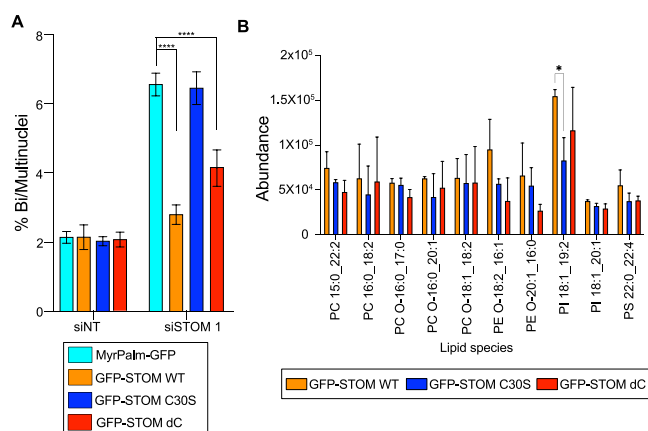 A
% Bi/Multinuclei
8
6
4
2
0
****
****
siNT
siSTOM 1
MyrPalm-GFP
GFP-STOM WT
GFP-STOM C30S
GFP-STOM dC
B
Abundance
2x10⁵
1.5X10⁵
1x10⁵
5X10⁴
0
*
PC 15:0_22:2
PC 16:0_18:2
PC O-16:0_17:0
PC O-16:0_20:1
PC O-18:1_18:2
PE O-18:2_16:1
PE O-20:1_16:0
PI 18:1_19:2
PI 18:1_20:1
PS 22:0_22:4
Lipid species
GFP-STOM WT GFP-STOM C30S GFP-STOM dC